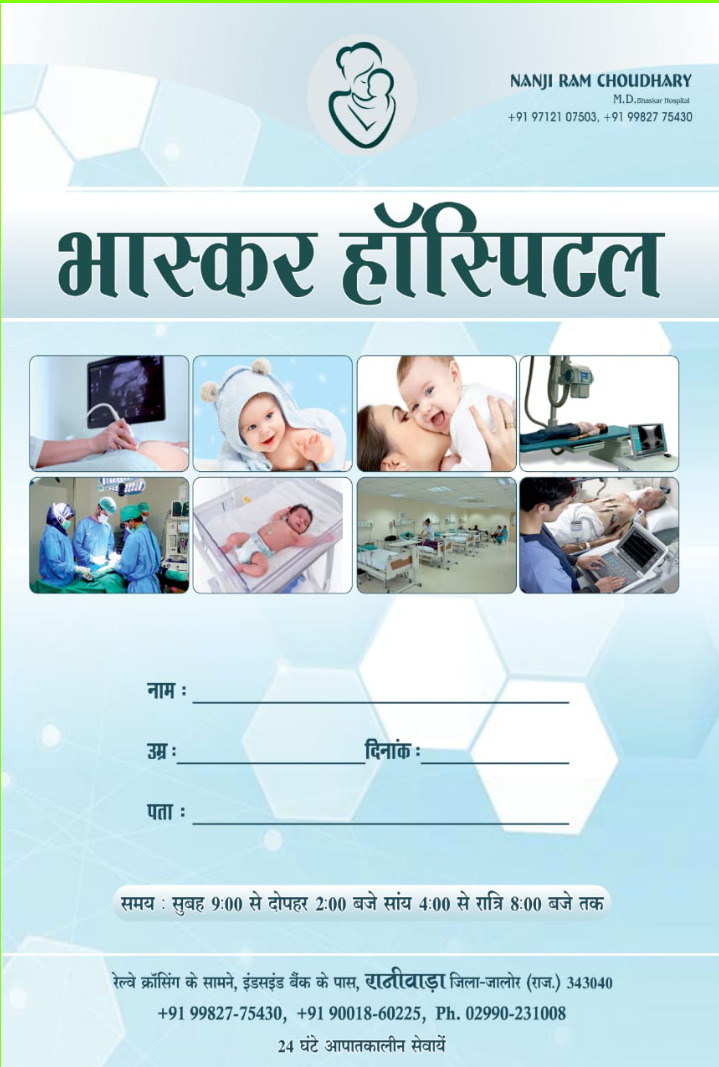 NANJI RAM CHOUDHARY
M.D. Bhaskar Hospital
+91 97121 07503, +91 99827 75430
भास्कर हॉस्पिटल
नाम :
उम्र : दिनांक :
पता :
समय : सुबह 9:00 से दोपहर 2:00 बजे सांय 4:00 से रात्रि 8:00 बजे तक
रेल्वे क्रॉसिंग के सामने, इंडसइंड बैंक के पास, रानीवाड़ा जिला-जालोर (राज.) 343040
+91 99827-75430, +91 90018-60225, Ph. 02990-231008
24 घंटे आपातकालीन सेवायें